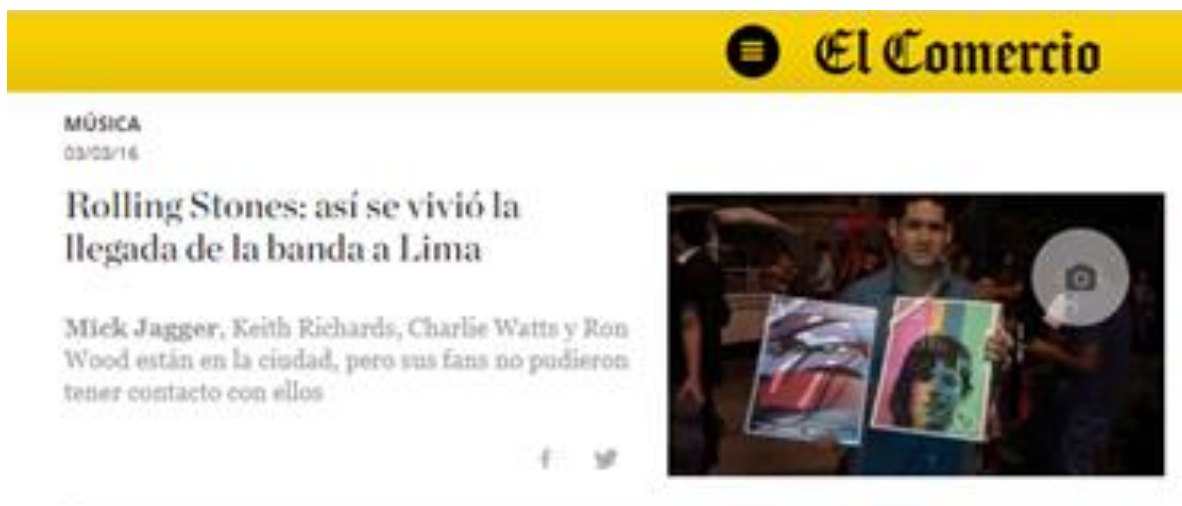 El Comercio
MÚSICA
03/03/16
Rolling Stones: así se vivió la
llegada de la banda a Lima
Mick Jagger, Keith Richards, Charlie Watts y Ron
Wood están en la ciudad, pero sus fans no pudieron
tener contacto con ellos